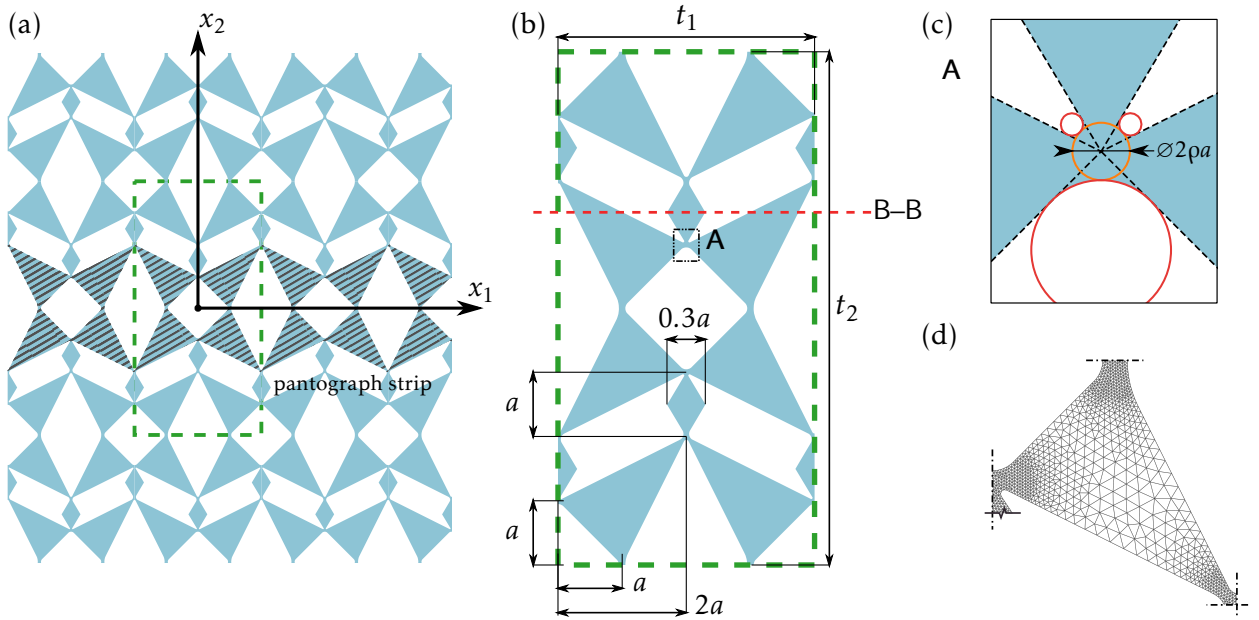 (a)
x₂
x₁
pantograph strip
(b)
t₁
B–B
A
t₂
0.3a
a
a
a
2a
(c)
A
⌀2ρa
(d)